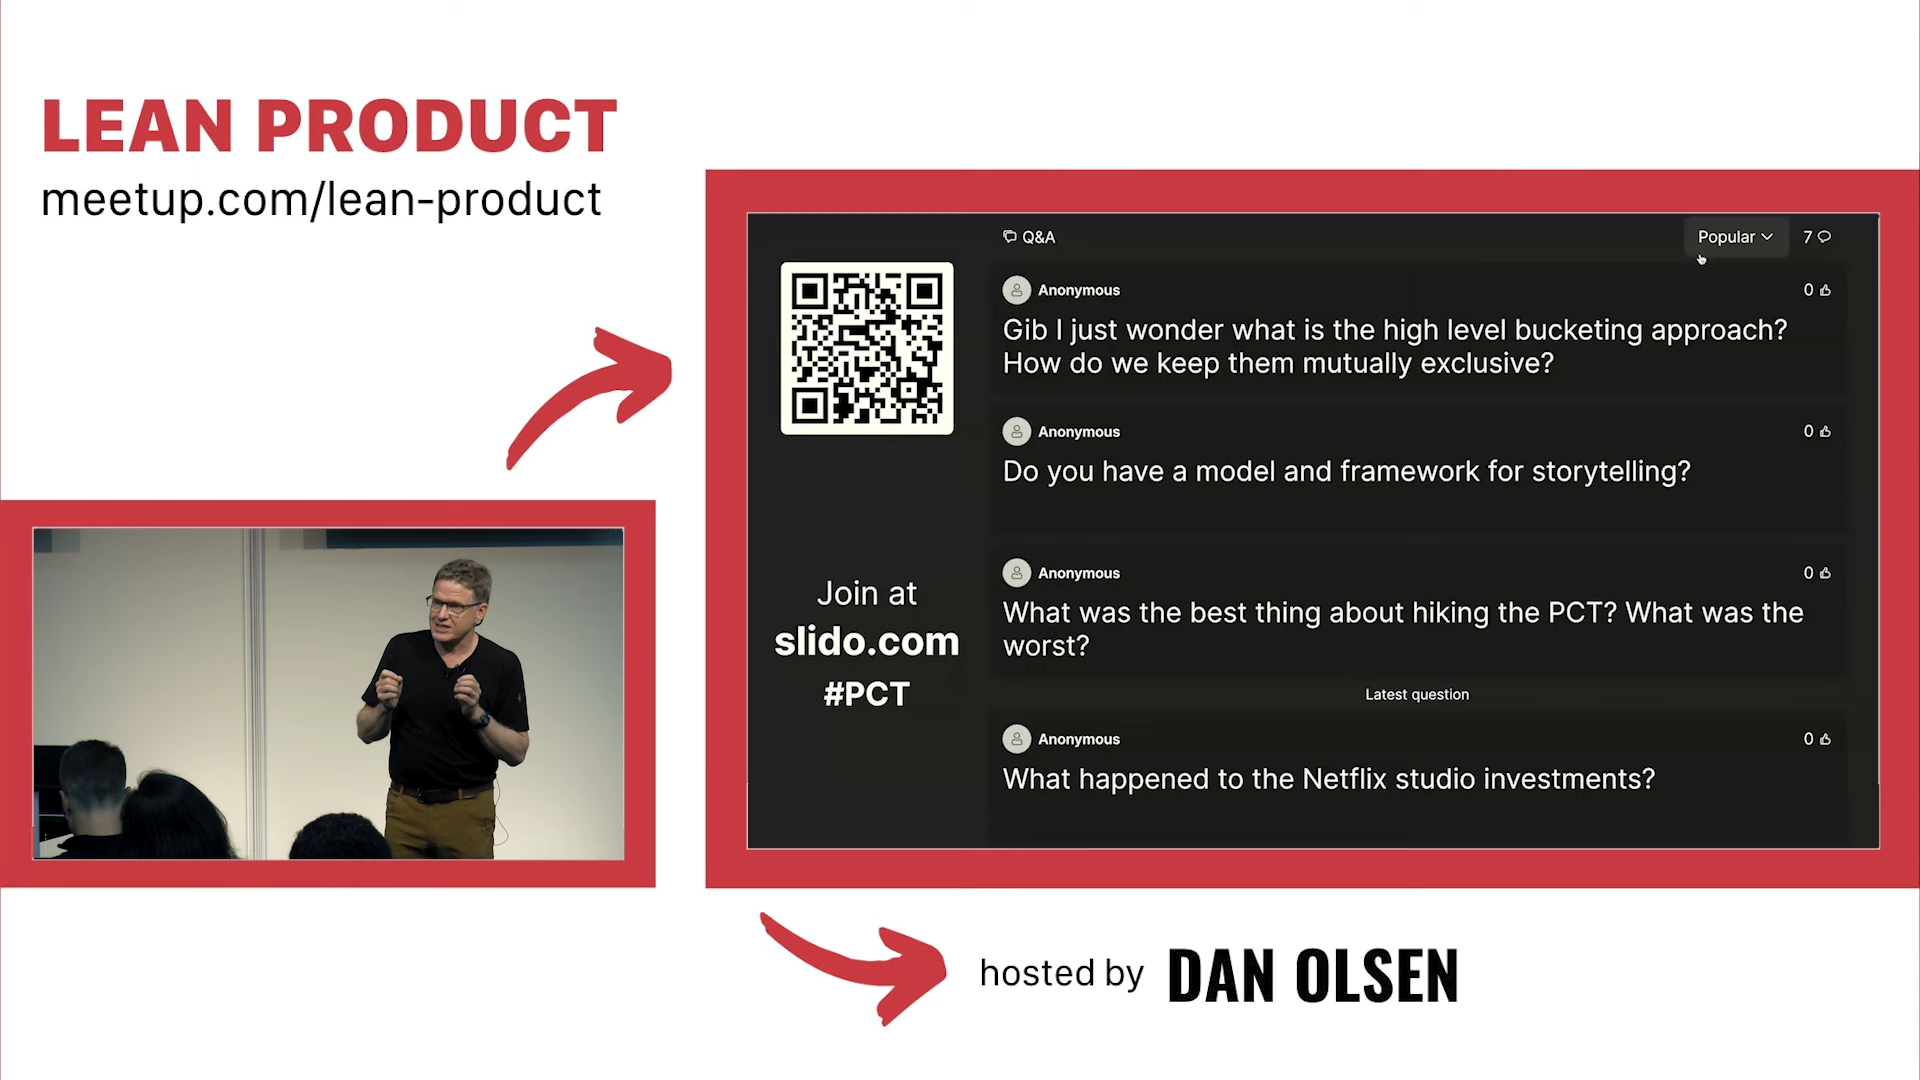 LEAN PRODUCT
meetup.com/lean-product
Q&A
Popular
7
Anonymous
0
Gib I just wonder what is the high level bucketing approach?
How do we keep them mutually exclusive?
Anonymous
0
Do you have a model and framework for storytelling?
Anonymous
0
What was the best thing about hiking the PCT? What was the
worst?
Latest question
Anonymous
0
What happened to the Netflix studio investments?
Join at
slido.com
#PCT
hosted by DAN OLSEN